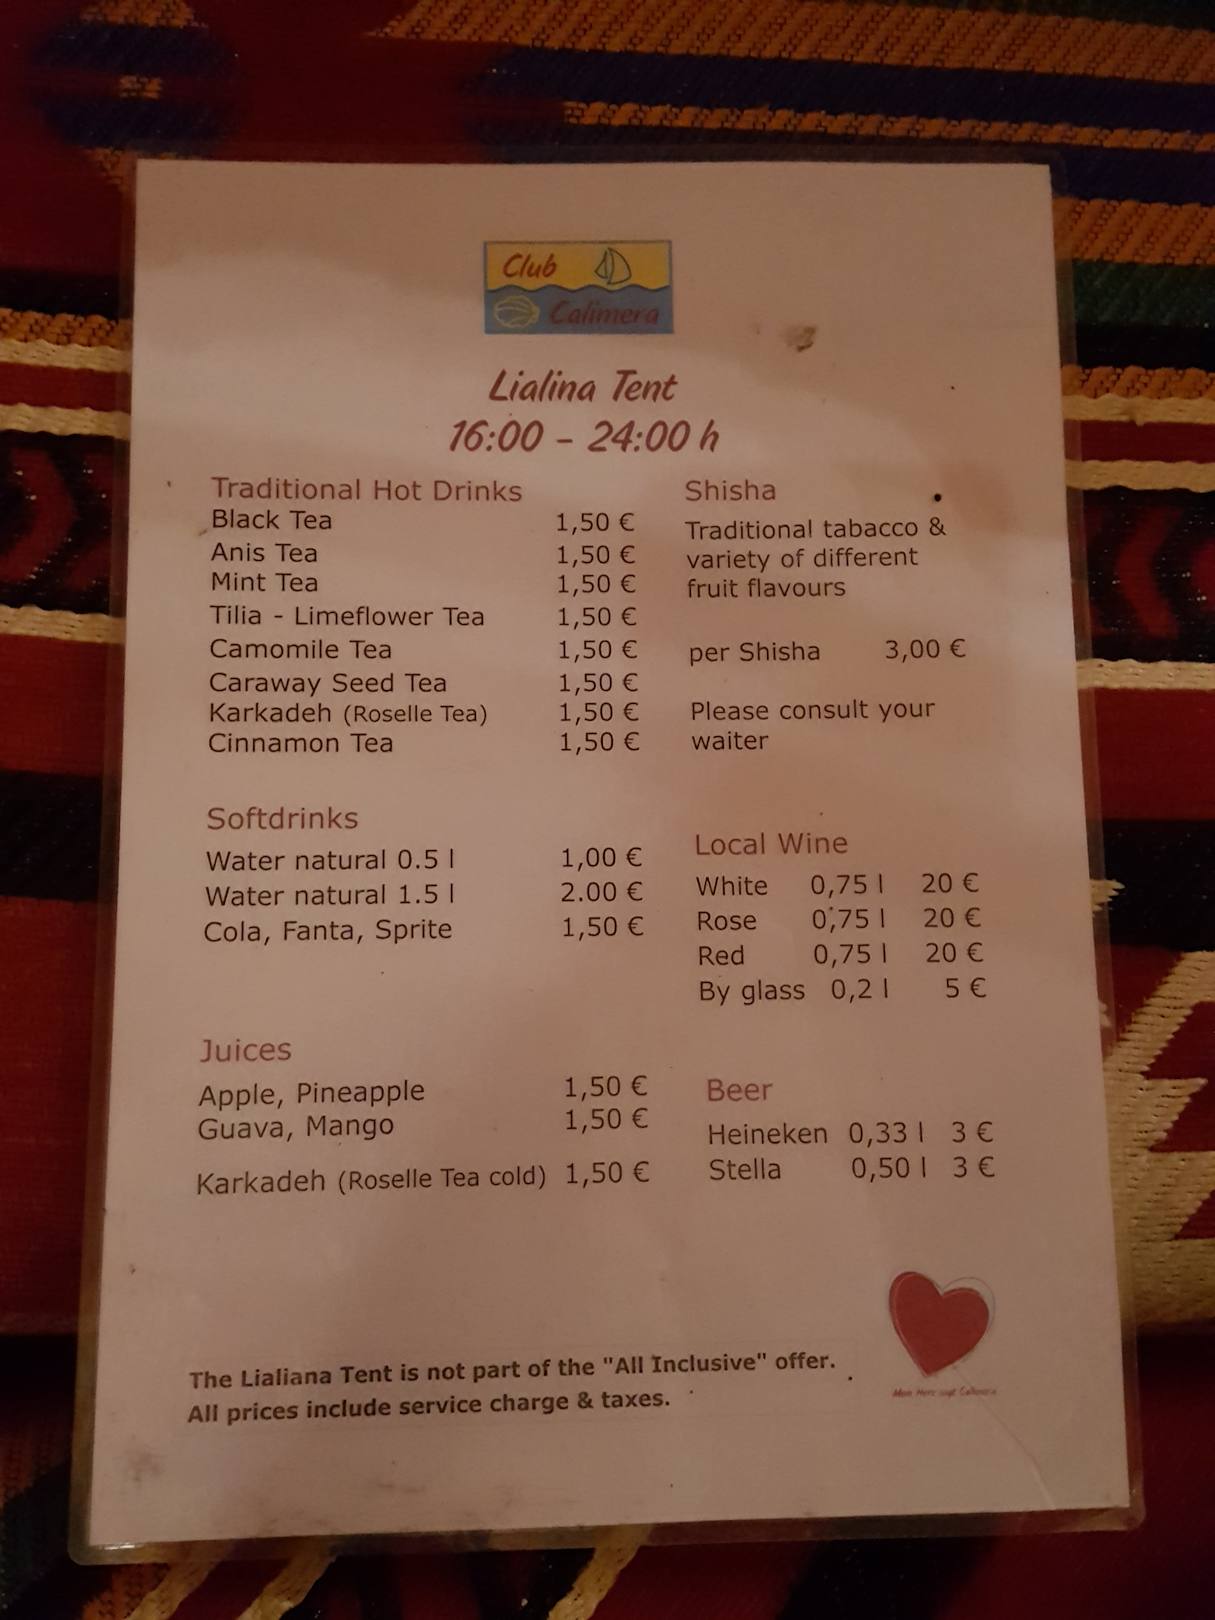 Club
Calimera
Lialina Tent
16:00 - 24:00 h
Traditional Hot Drinks
Black Tea 1,50 €
Anis Tea 1,50 €
Mint Tea 1,50 €
Tilia - Limeflower Tea 1,50 €
Camomile Tea 1,50 €
Caraway Seed Tea 1,50 €
Karkadeh (Roselle Tea) 1,50 €
Cinnamon Tea 1,50 €
Softdrinks
Water natural 0.5 l 1,00 €
Water natural 1.5 l 2.00 €
Cola, Fanta, Sprite 1,50 €
Juices
Apple, Pineapple 1,50 €
Guava, Mango 1,50 €
Karkadeh (Roselle Tea cold) 1,50 €
Shisha
Traditional tabacco &
variety of different
fruit flavours
per Shisha 3,00 €
Please consult your
waiter
Local Wine
White 0,75 l 20 €
Rose 0,75 l 20 €
Red 0,75 l 20 €
By glass 0,2 l 5 €
Beer
Heineken 0,33 l 3 €
Stella 0,50 l 3 €
The Lialiana Tent is not part of the "All Inclusive" offer.
All prices include service charge & taxes.
Mein Herz sagt Calimera